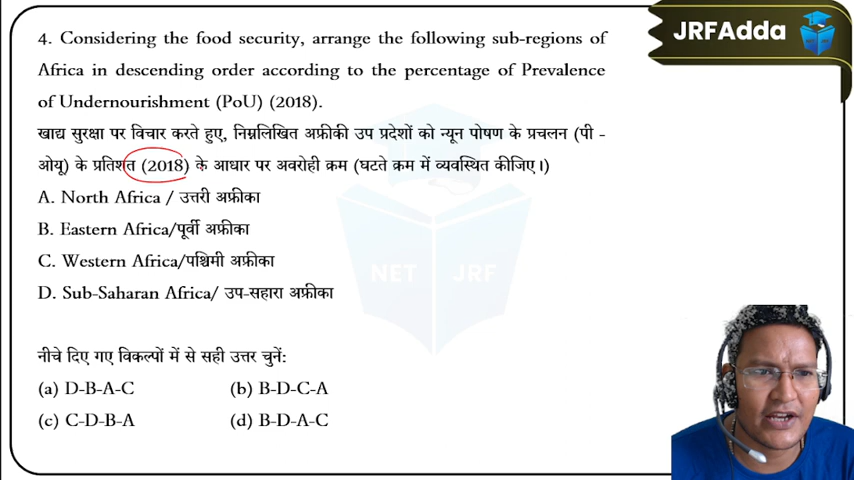 JRFAdda
4. Considering the food security, arrange the following sub-regions of
Africa in descending order according to the percentage of Prevalence
of Undernourishment (PoU) (2018).
खाद्य सुरक्षा पर विचार करते हुए, निम्नलिखित अफ्रीकी उप प्रदेशों को न्यून पोषण के प्रचलन (पी -
ओयू) के प्रतिशत (2018) के आधार पर अवरोही क्रम (घटते क्रम में व्यवस्थित कीजिए।)
A. North Africa / उत्तरी अफ्रीका
B. Eastern Africa/पूर्वी अफ्रीका
C. Western Africa/पश्चिमी अफ्रीका
D. Sub-Saharan Africa/ उप-सहारा अफ्रीका
NET JRF
नीचे दिए गए विकल्पों में से सही उत्तर चुनें:
(a) D-B-A-C (b) B-D-C-A
(c) C-D-B-A (d) B-D-A-C